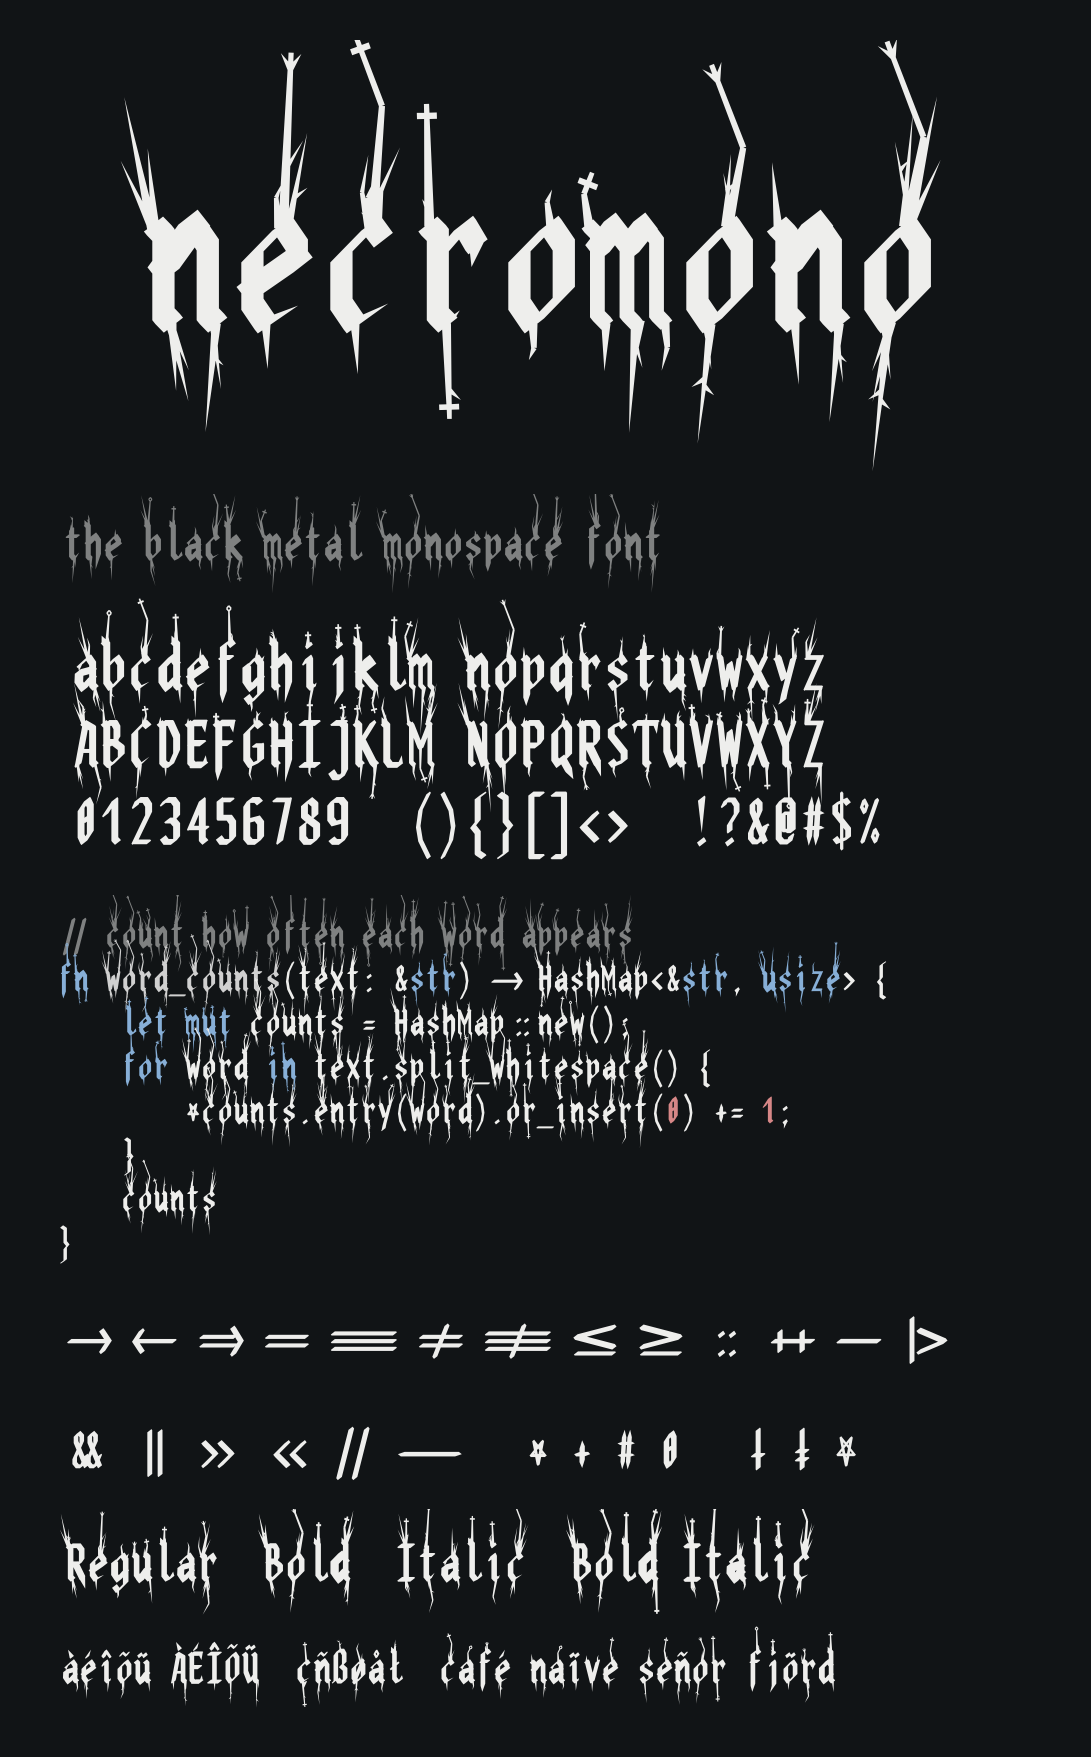 necromono
the black metal monospace font
abcdefghijklm nopqrstuvwxyz
ABCDEFGHIJKLM NOPQRSTUVWXYZ
0123456789  (){}[]<>  !?&@#$%
// count how often each word appears
fn word_counts(text: &str) → HashMap<&str, usize> {
    let mut counts = HashMap::new();
    for word in text.split_whitespace() {
        *counts.entry(word).or_insert(0) += 1;
    }
    counts
}
→ ← ⇒ = ≡ ≠ ≢ ≤ ≥ :: ++ — |>
&& || >> << // —— * + # 0 † ‡ ⛧
Regular Bold Italic Bold Italic
àéîõü ÀÉÎÕÜ çñßøåł café naïve señor fjörd